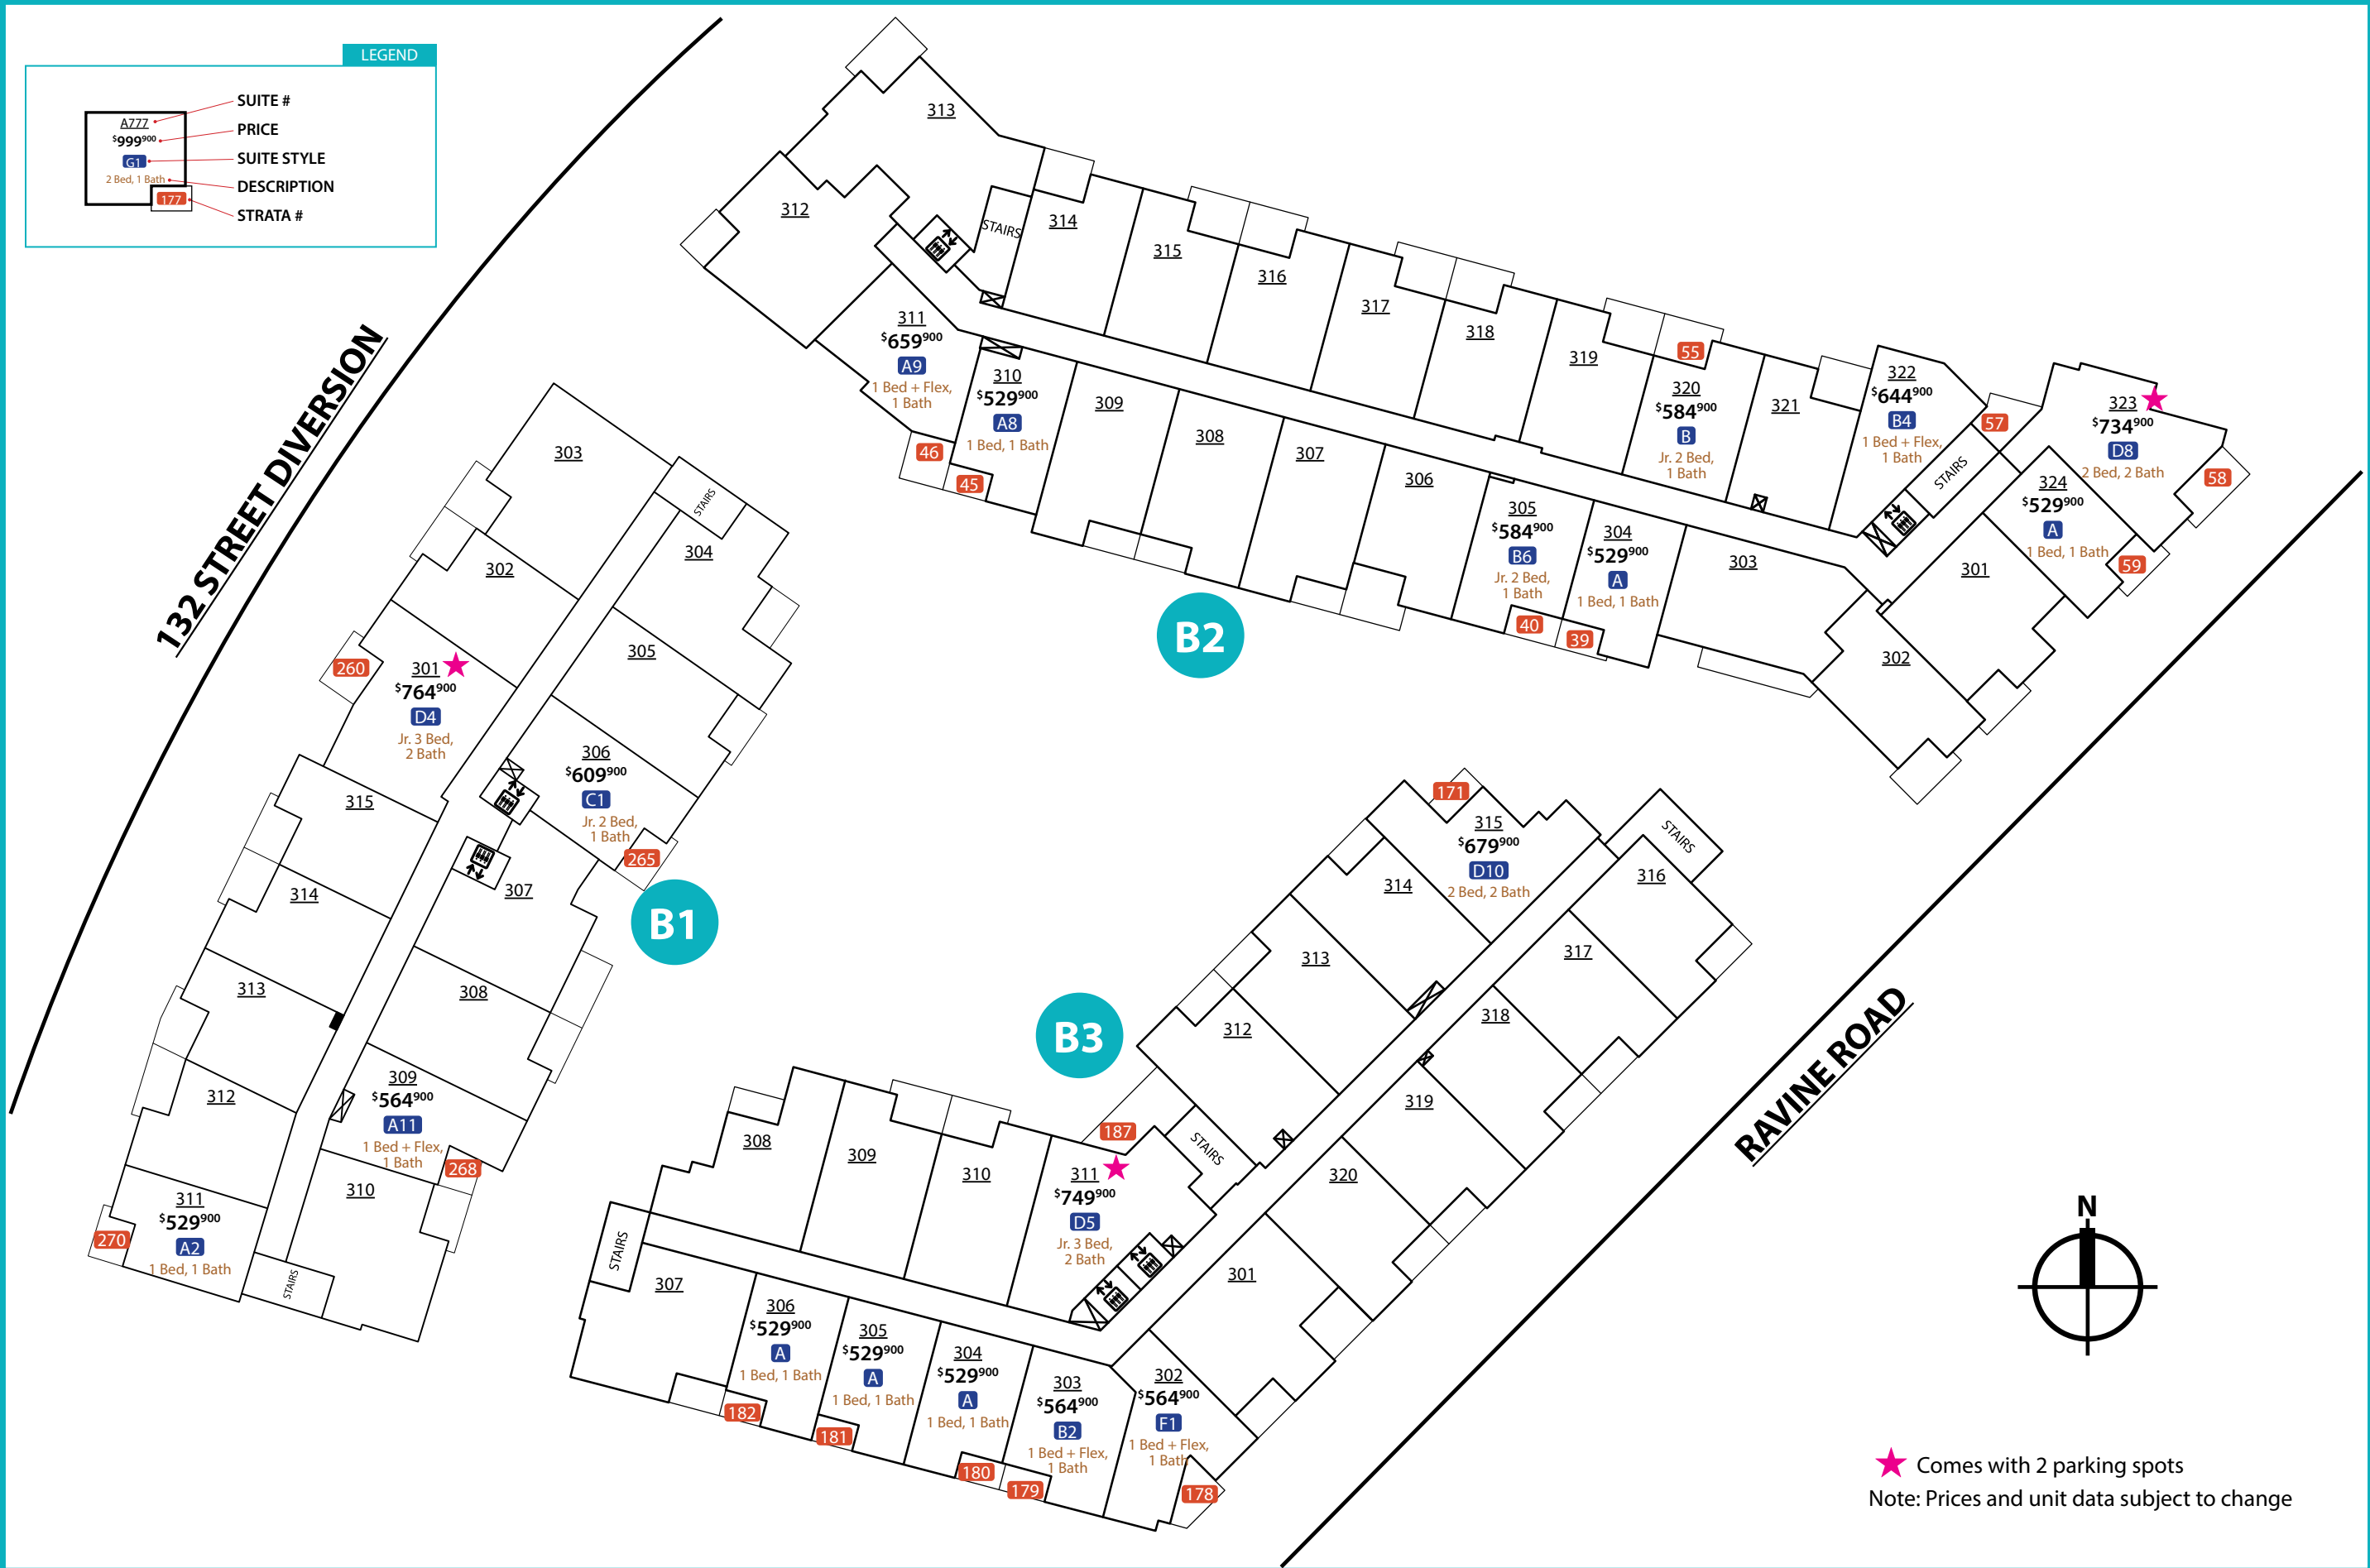 LEGEND
A777
$999900
G1
2 Bed, 1 Bath
177
SUITE #
PRICE
SUITE STYLE
DESCRIPTION
STRATA #
132 STREET DIVERSION
B2
313
312
STAIRS
314
315
316
317
318
319
55
320
$584900
B
Jr. 2 Bed,
1 Bath
321
322
$644900
B4
1 Bed + Flex,
1 Bath
57
STAIRS
323
$734900
D8
2 Bed, 2 Bath
58
324
$529900
A
1 Bed, 1 Bath
59
311
$659900
A9
1 Bed + Flex,
1 Bath
46
310
$529900
A8
1 Bed, 1 Bath
45
309
308
307
306
305
$584900
B6
Jr. 2 Bed,
1 Bath
40
304
$529900
A
1 Bed, 1 Bath
39
303
301
302
B1
303
STAIRS
304
302
305
260
301
$764900
D4
Jr. 3 Bed,
2 Bath
306
$609900
C1
Jr. 2 Bed,
1 Bath
265
315
307
314
308
313
309
$564900
A11
1 Bed + Flex,
1 Bath
268
312
310
311
$529900
A2
1 Bed, 1 Bath
270
STAIRS
B3
171
315
$679900
D10
2 Bed, 2 Bath
STAIRS
316
314
317
313
318
312
319
187
STAIRS
320
308
309
310
311
$749900
D5
Jr. 3 Bed,
2 Bath
301
STAIRS
307
306
$529900
A
1 Bed, 1 Bath
182
305
$529900
A
1 Bed, 1 Bath
181
304
$529900
A
1 Bed, 1 Bath
180
303
$564900
B2
1 Bed + Flex,
1 Bath
179
302
$564900
F1
1 Bed + Flex,
1 Bath
178
RAVINE ROAD
N
Comes with 2 parking spots
Note: Prices and unit data subject to change